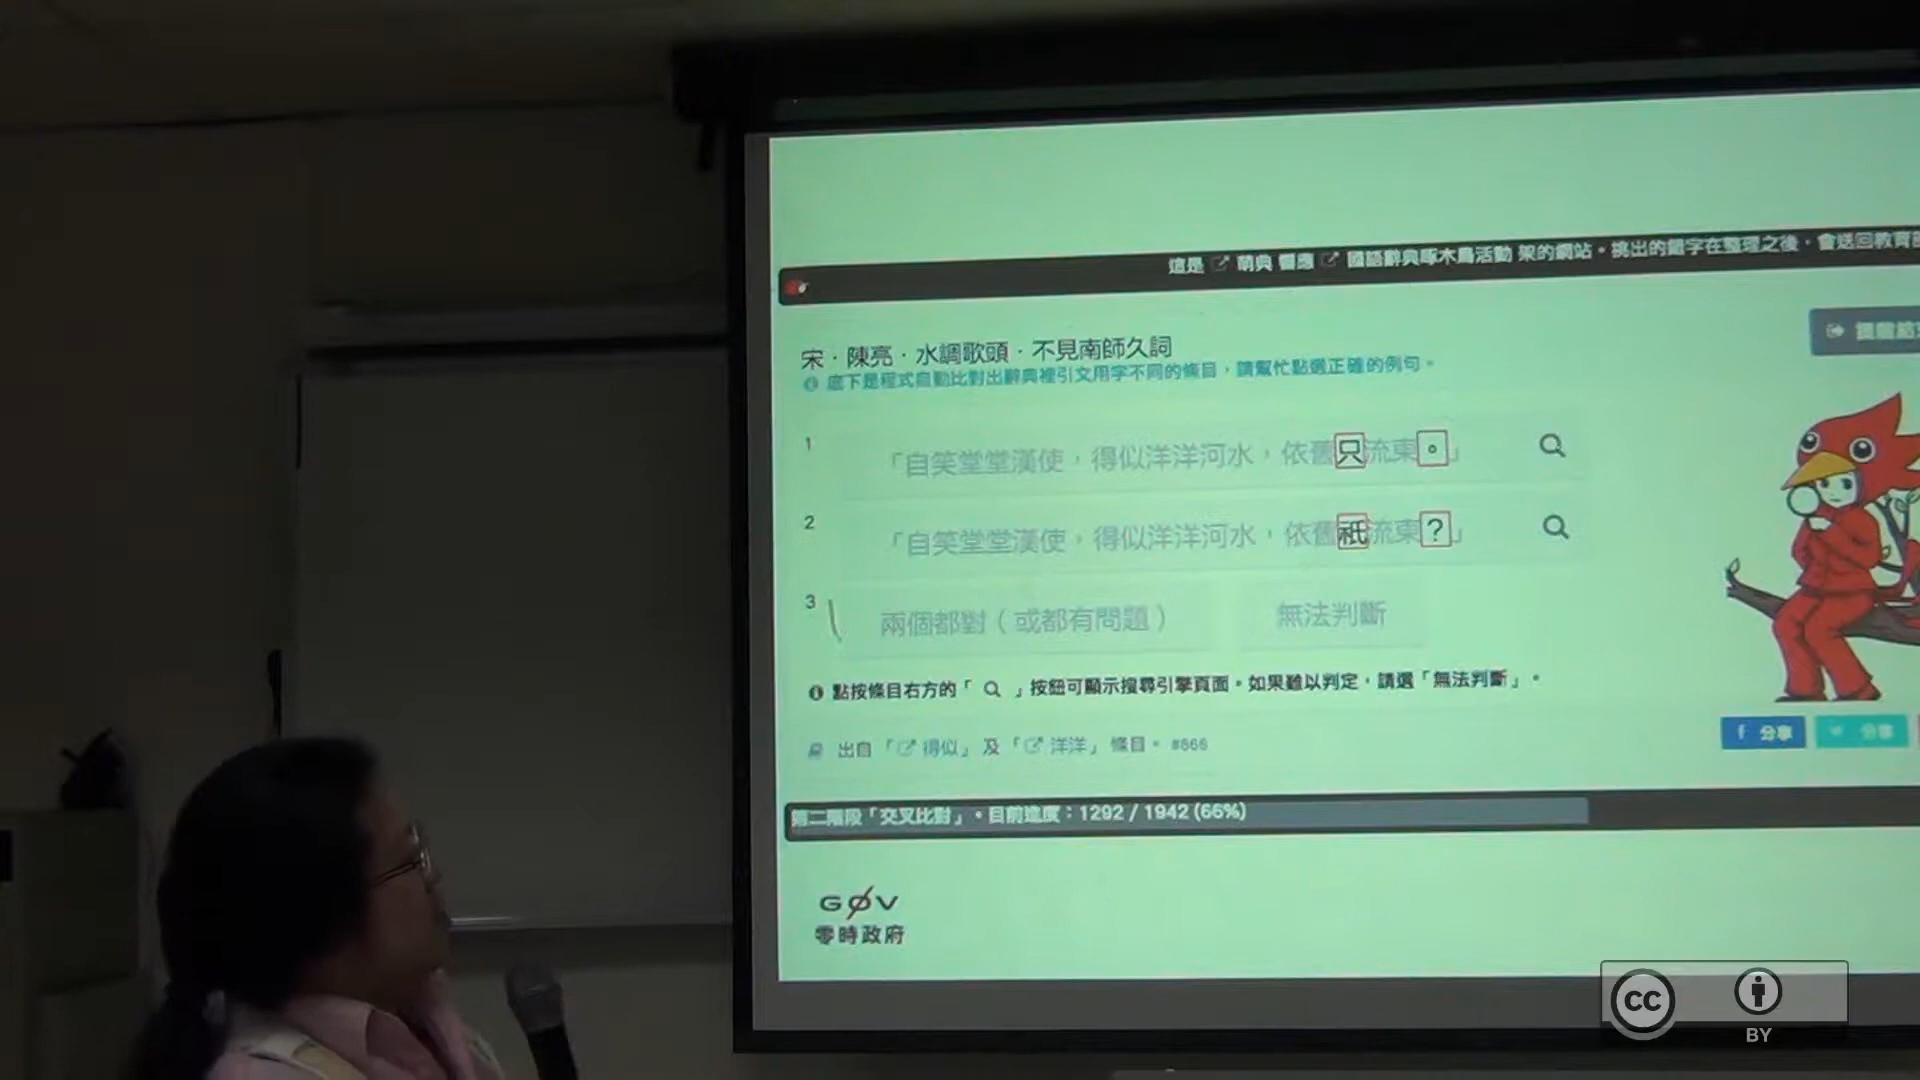 這是 萌典 響應 國語辭典啄木鳥活動 架的網站。挑出的錯字在整理之後，會送回教育
宋．陳亮．水調歌頭．不見南師久詞
底下是程式自動比對出辭典裡引文用字不同的條目，請幫忙點選正確的例句。
1 「自笑堂堂漢使，得似洋洋河水，依舊只流東。」
2 「自笑堂堂漢使，得似洋洋河水，依舊祇流東？」
3 兩個都對（或都有問題） 無法判斷
點按條目右方的「 」按鈕可顯示搜尋引擎頁面。如果難以判定，請選「無法判斷」。
f 分享 分享
出自「 得似」及「 洋洋」條目。 #866
第二階段「交叉比對」。目前進度：1292 / 1942 (66%)
G0V
零時政府
CC
BY